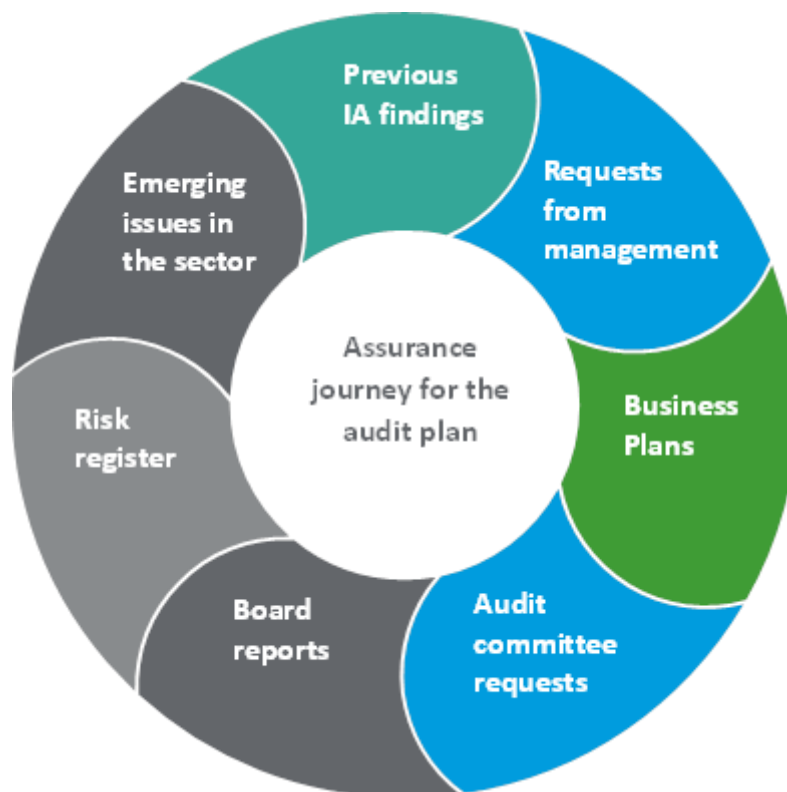 Previous
IA findings
Requests
from
management
Business
Plans
Audit
committee
requests
Board
reports
Risk
register
Emerging
issues in
the sector
Assurance
journey for the
audit plan